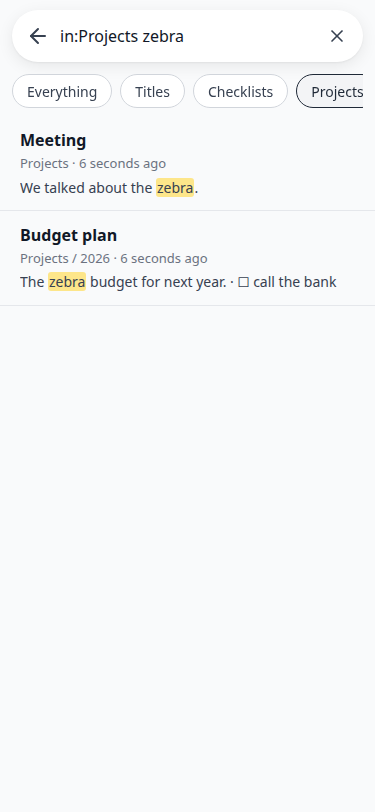 in:Projects zebra
Everything Titles Checklists Projects
Meeting
Projects · 6 seconds ago
We talked about the zebra.
Budget plan
Projects / 2026 · 6 seconds ago
The zebra budget for next year. · ☐ call the bank